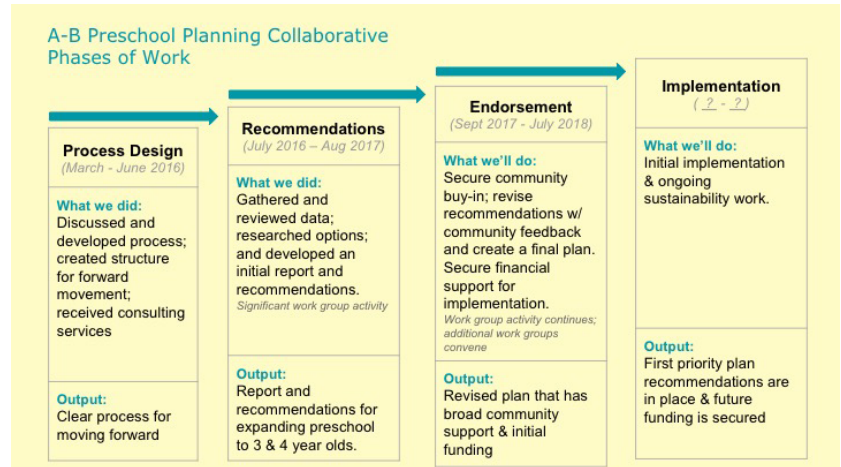 A-B Preschool Planning Collaborative
Phases of Work
Process Design
(March - June 2016)
What we did:
Discussed and
developed process;
created structure
for forward
movement;
received consulting
services
Output:
Clear process for
moving forward
Recommendations
(July 2016 – Aug 2017)
What we did:
Gathered and
reviewed data;
researched options;
and developed an
initial report and
recommendations.
Significant work group activity
Output:
Report and
recommendations for
expanding preschool
to 3 & 4 year olds.
Endorsement
(Sept 2017 - July 2018)
What we’ll do:
Secure community
buy-in; revise
recommendations w/
community feedback
and create a final plan.
Secure financial
support for
implementation.
Work group activity continues;
additional work groups
convene
Output:
Revised plan that has
broad community
support & initial
funding
Implementation
( ? - ? )
What we’ll do:
Initial implementation
& ongoing
sustainability work.
Output:
First priority plan
recommendations are
in place & future
funding is secured